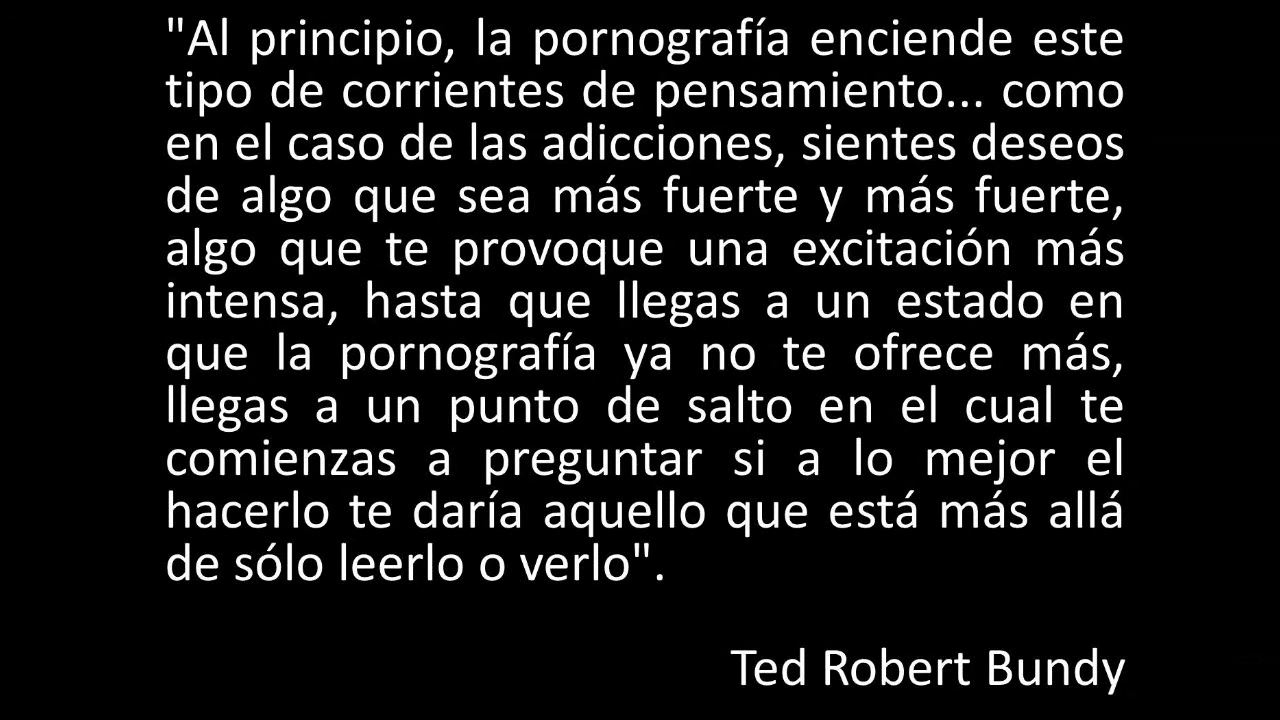 "Al principio, la pornografía enciende este
tipo de corrientes de pensamiento... como
en el caso de las adicciones, sientes deseos
de algo que sea más fuerte y más fuerte,
algo que te provoque una excitación más
intensa, hasta que llegas a un estado en
que la pornografía ya no te ofrece más,
llegas a un punto de salto en el cual te
comienzas a preguntar si a lo mejor el
hacerlo te daría aquello que está más allá
de sólo leerlo o verlo".
Ted Robert Bundy